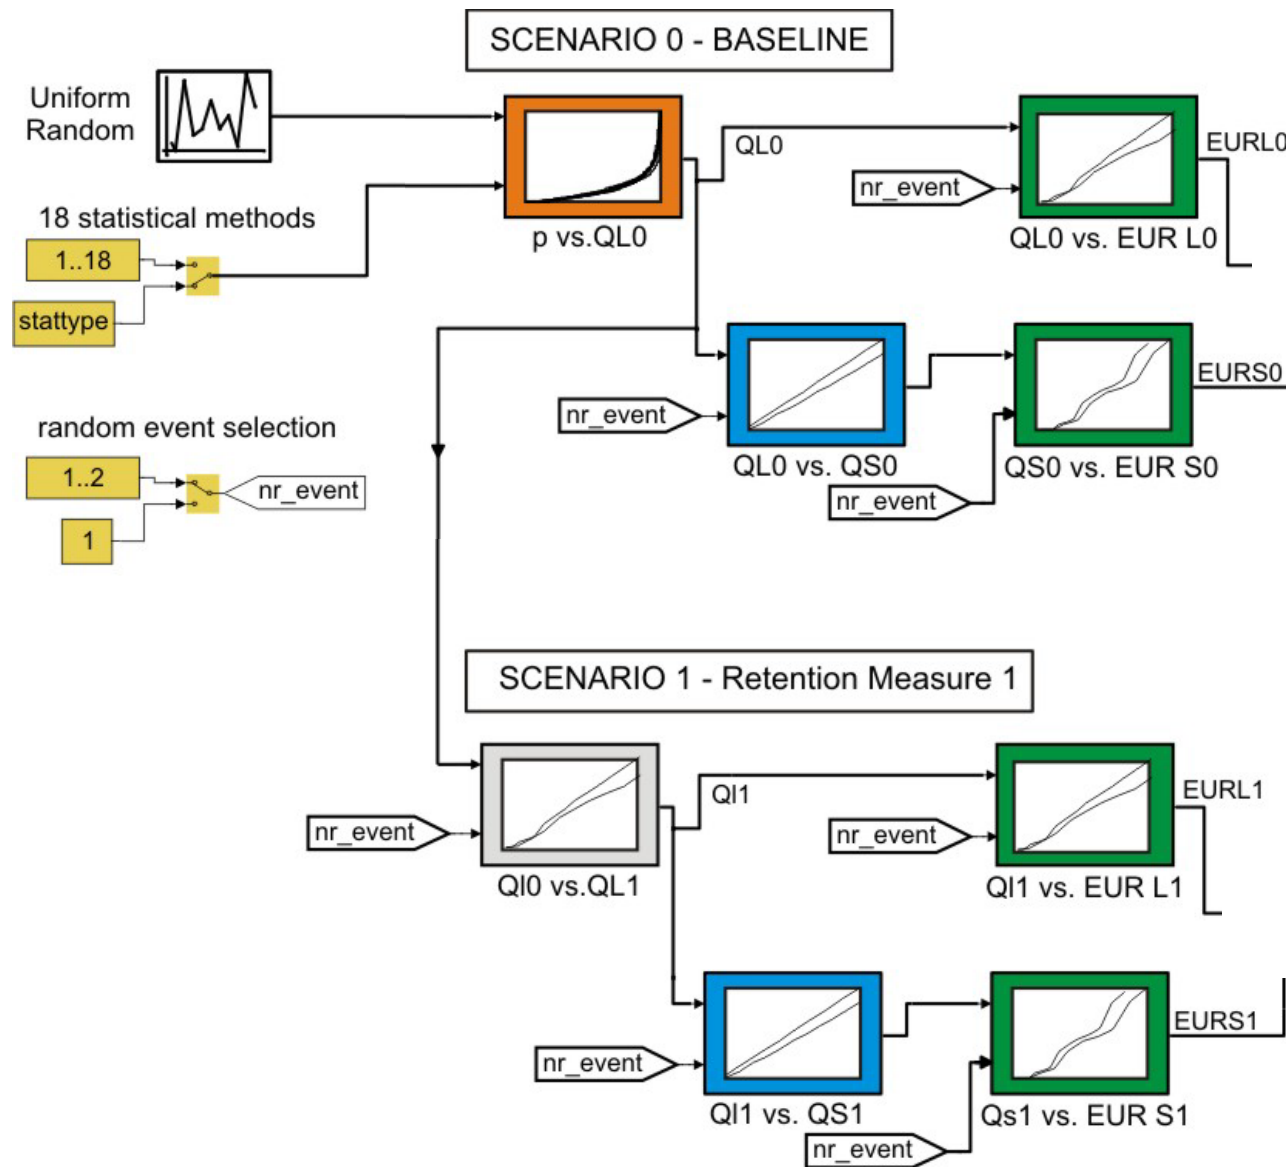 SCENARIO 0 - BASELINE
Uniform
Random
QL0
EURL0
nr_event
18 statistical methods
p vs.QL0
QL0 vs. EUR L0
1..18
stattype
EURS0
nr_event
random event selection
QL0 vs. QS0
QS0 vs. EUR S0
1..2
nr_event
nr_event
1
SCENARIO 1 - Retention Measure 1
Ql1
EURL1
nr_event
nr_event
Ql0 vs.QL1
Ql1 vs. EUR L1
EURS1
nr_event
Ql1 vs. QS1
Qs1 vs. EUR S1
nr_event